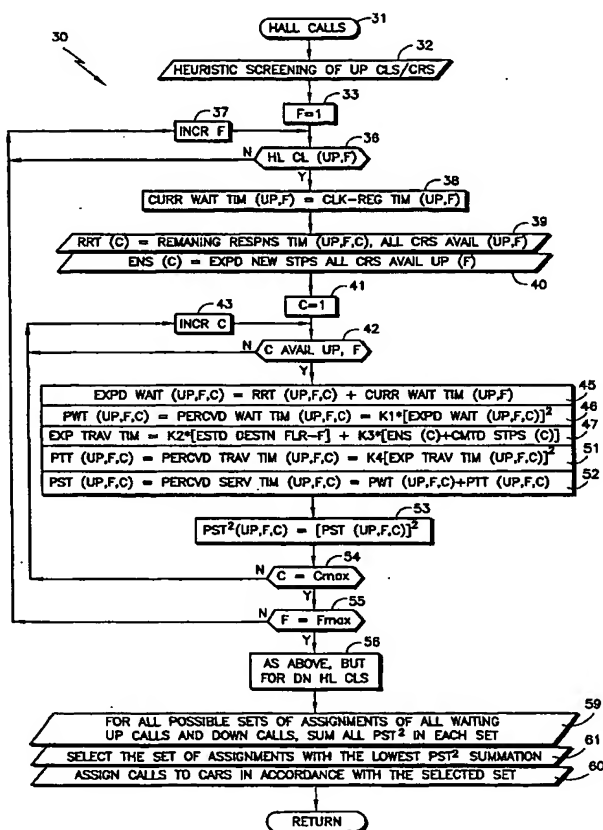 HALL CALLS
31
30
32
HEURISTIC SCREENING OF UP CLS/CRS
33
F=1
37
INCR F
36
N
HL CL (UP,F)
Y
38
CURR WAIT TIM (UP,F) = CLK-REG TIM (UP,F)
39
RRT (C) = REMANING RESPNS TIM (UP,F,C), ALL CRS AVAIL (UP,F)
ENS (C) = EXPD NEW STPS ALL CRS AVAIL UP (F)
40
41
C=1
43
INCR C
42
N
C AVAIL UP, F
Y
45
EXPD WAIT (UP,F,C) = RRT (UP,F,C) + CURR WAIT TIM (UP,F)
46
PWT (UP,F,C) = PERCVD WAIT TIM (UP,F,C) = K1*[EXPD WAIT (UP,F,C)]²
47
EXP TRAV TIM = K2*[ESTD DESTN FLR-F] + K3*[ENS (C)+CMTD STPS (C)]
PTT (UP,F,C) = PERCVD TRAV TIM (UP,F,C) = K4[EXP TRAV TIM (UP,F,C)]²
51
PST (UP,F,C) = PERCVD SERV TIM (UP,F,C) = PWT (UP,F,C)+PTT (UP,F,C)
52
53
PST²(UP,F,C) = [PST (UP,F,C)]²
54
N
C = Cmax
Y
55
N
F = Fmax
Y
56
AS ABOVE, BUT
FOR DN HL CLS
59
FOR ALL POSSIBLE SETS OF ASSIGNMENTS OF ALL WAITING
UP CALLS AND DOWN CALLS, SUM ALL PST² IN EACH SET
61
SELECT THE SET OF ASSIGNMENTS WITH THE LOWEST PST² SUMMATION
ASSIGN CALLS TO CARS IN ACCORDANCE WITH THE SELECTED SET
60
RETURN